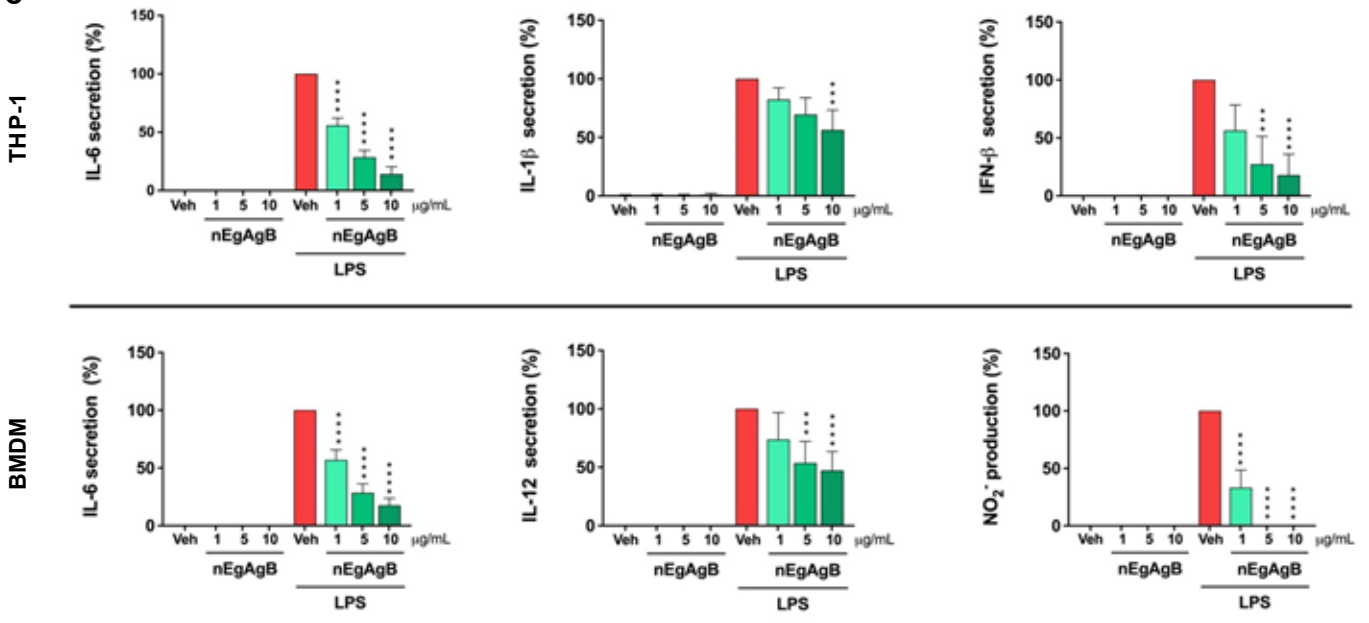 THP-1
IL-6 secretion (%)
150
100
50
0
Veh 1 5 10 Veh 1 5 10 µg/mL
nEgAgB nEgAgB
LPS
IL-1β secretion (%)
150
100
50
0
Veh 1 5 10 Veh 1 5 10 µg/mL
nEgAgB nEgAgB
LPS
IFN-β secretion (%)
150
100
50
0
Veh 1 5 10 Veh 1 5 10 µg/mL
nEgAgB nEgAgB
LPS
BMDM
IL-6 secretion (%)
150
100
50
0
Veh 1 5 10 Veh 1 5 10 µg/mL
nEgAgB nEgAgB
LPS
IL-12 secretion (%)
150
100
50
0
Veh 1 5 10 Veh 1 5 10 µg/mL
nEgAgB nEgAgB
LPS
NO₂⁻ production (%)
150
100
50
0
Veh 1 5 10 Veh 1 5 10 µg/mL
nEgAgB nEgAgB
LPS